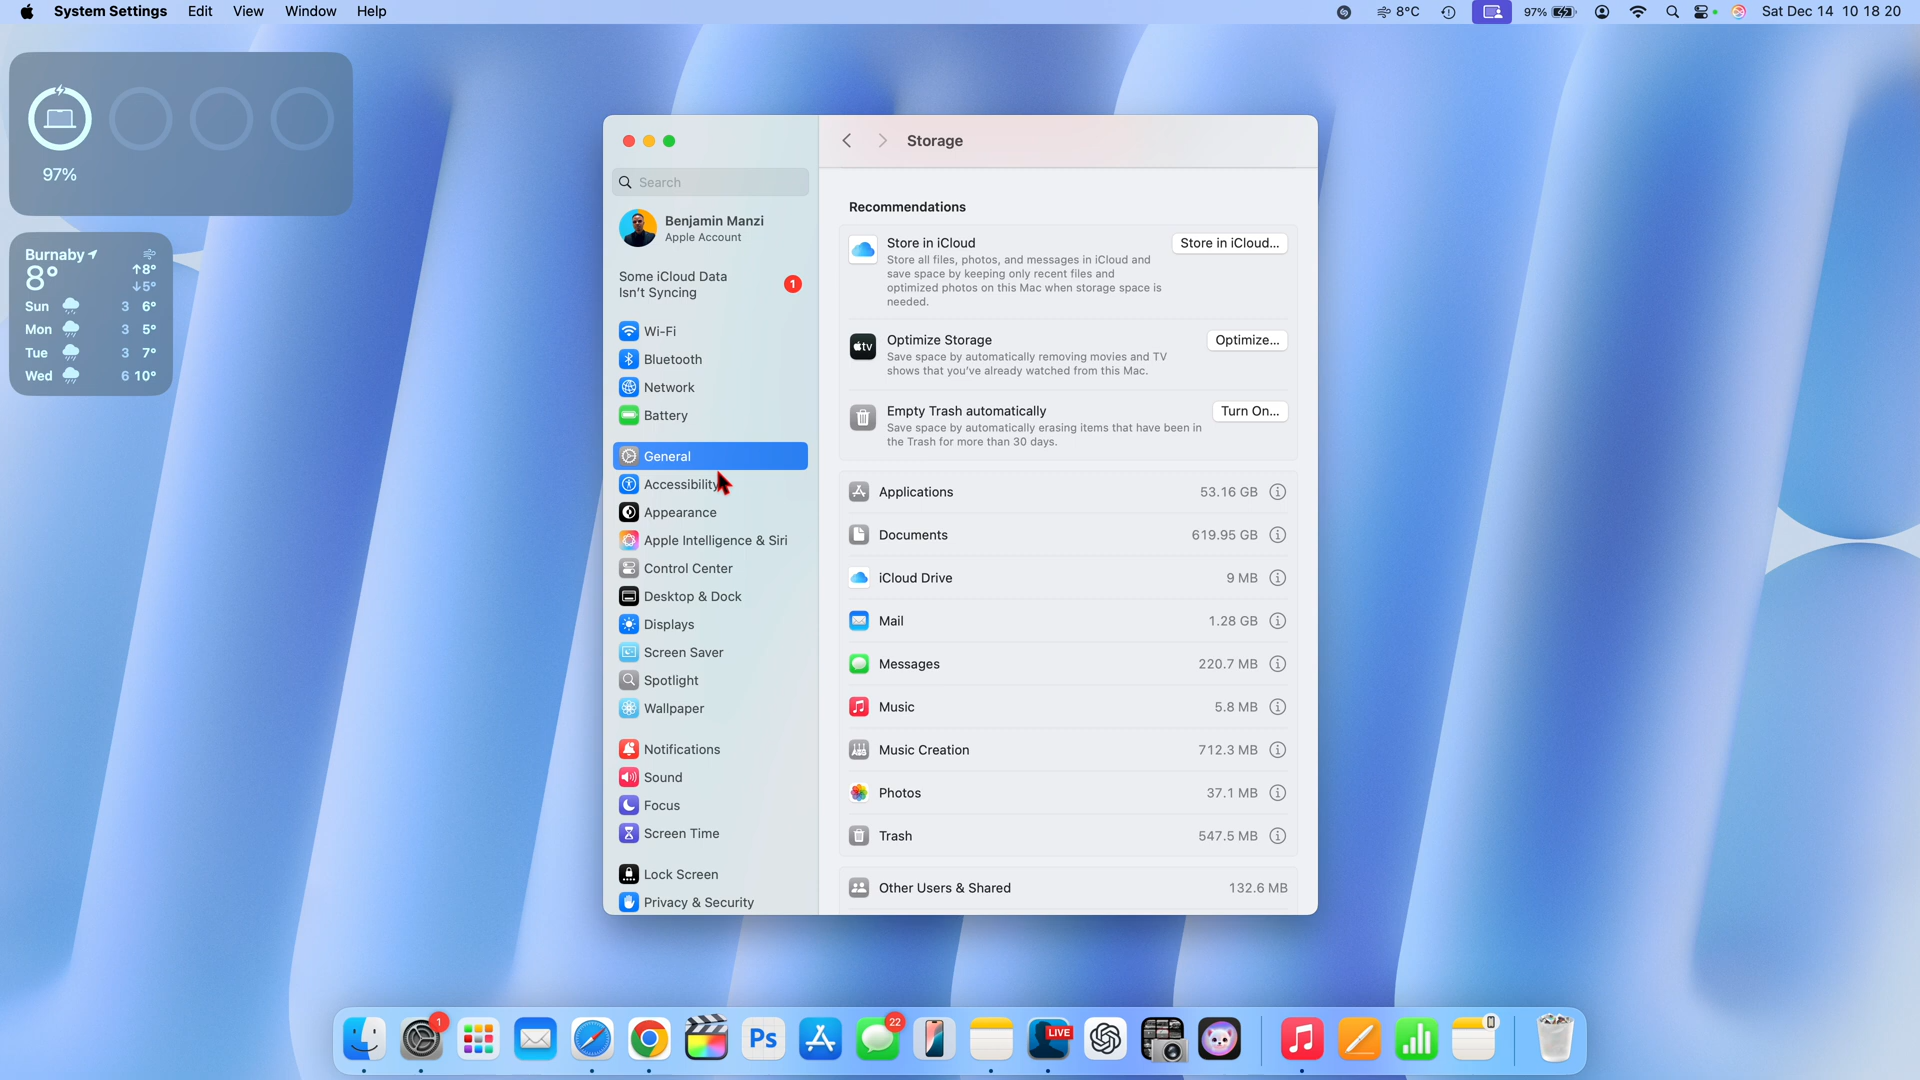 System Settings Edit View Window Help
8°C 97% Sat Dec 14 10 18 20
97%
Burnaby
8° ↑8°
↓5°
Sun 3 6°
Mon 3 5°
Tue 3 7°
Wed 6 10°
Search
Benjamin Manzi
Apple Account
Some iCloud Data
Isn't Syncing
1
Wi-Fi
Bluetooth
Network
Battery
General
Accessibility
Appearance
Apple Intelligence & Siri
Control Center
Desktop & Dock
Displays
Screen Saver
Spotlight
Wallpaper
Notifications
Sound
Focus
Screen Time
Lock Screen
Privacy & Security
Storage
Recommendations
Store in iCloud Store in iCloud...
Store all files, photos, and messages in iCloud and
save space by keeping only recent files and
optimized photos on this Mac when storage space is
needed.
tv
Optimize Storage Optimize...
Save space by automatically removing movies and TV
shows that you've already watched from this Mac.
Empty Trash automatically Turn On...
Save space by automatically erasing items that have been in
the Trash for more than 30 days.
Applications 53.16 GB
Documents 619.95 GB
iCloud Drive 9 MB
Mail 1.28 GB
Messages 220.7 MB
Music 5.8 MB
Music Creation 712.3 MB
Photos 37.1 MB
Trash 547.5 MB
Other Users & Shared 132.6 MB
1 Ps 22 LIVE